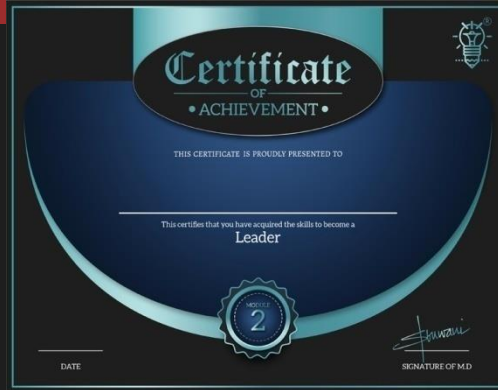 ®
Certificate
OF
• ACHIEVEMENT •
THIS CERTIFICATE IS PROUDLY PRESENTED TO
This certifies that you have acquired the skills to become a
Leader
MODULE
2
DATE
SIGNATURE OF M.D